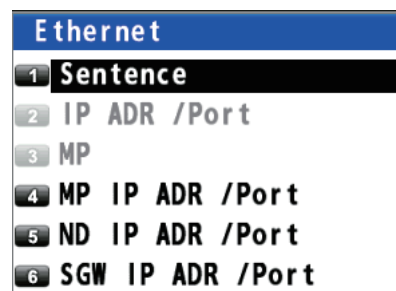 Ethernet
1 Sentence
2 IP ADR /Port
3 MP
4 MP IP ADR /Port
5 ND IP ADR /Port
6 SGW IP ADR /Port